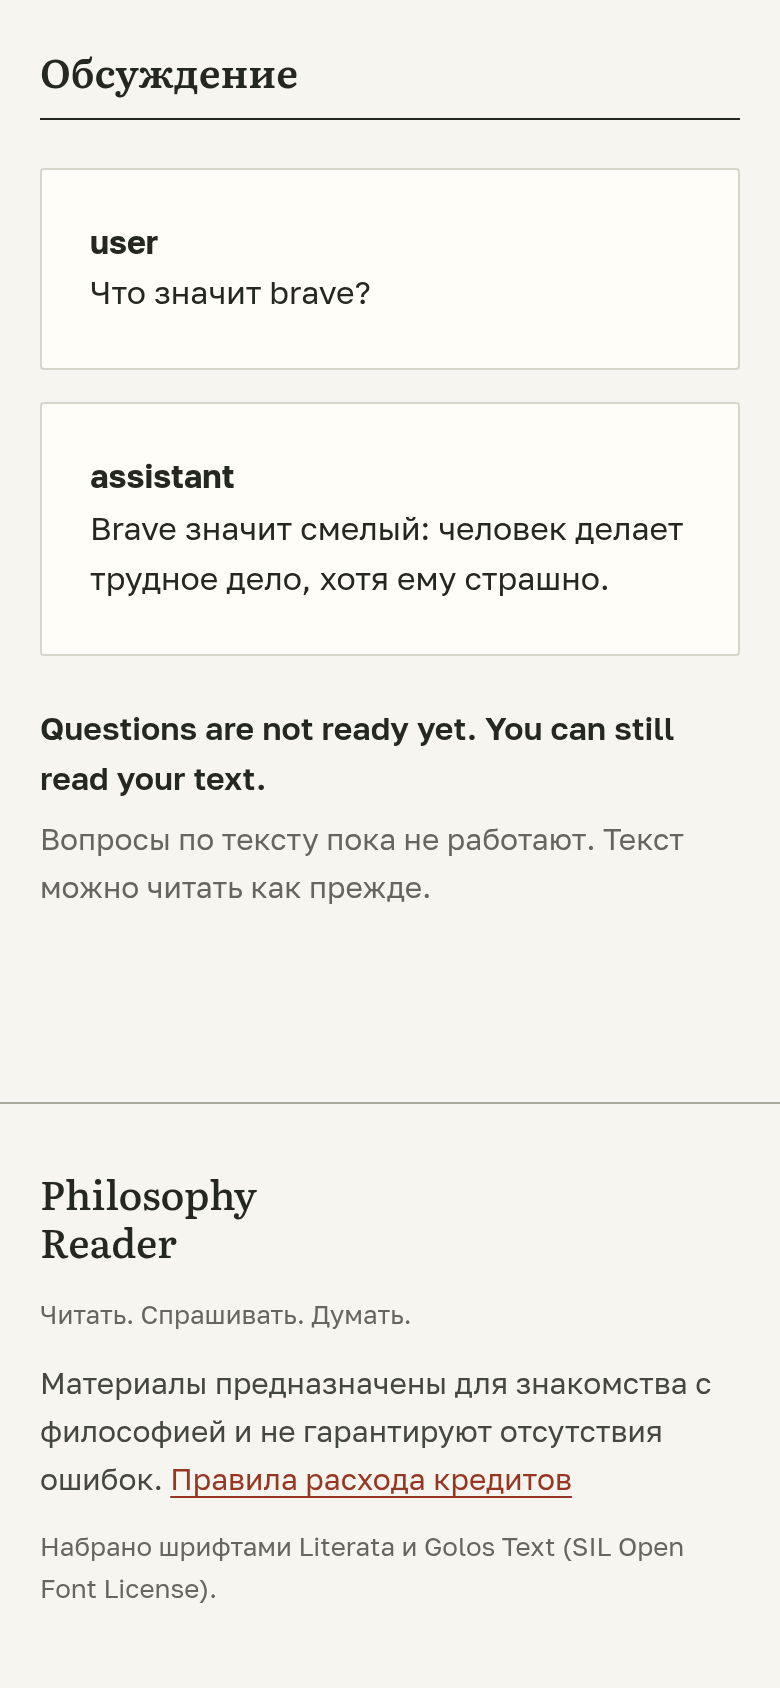 Обсуждение
user
Что значит brave?
assistant
Brave значит смелый: человек делает
трудное дело, хотя ему страшно.
Questions are not ready yet. You can still
read your text.
Вопросы по тексту пока не работают. Текст
можно читать как прежде.
Philosophy
Reader
Читать. Спрашивать. Думать.
Материалы предназначены для знакомства с
философией и не гарантируют отсутствия
ошибок. Правила расхода кредитов
Набрано шрифтами Literata и Golos Text (SIL Open
Font License).